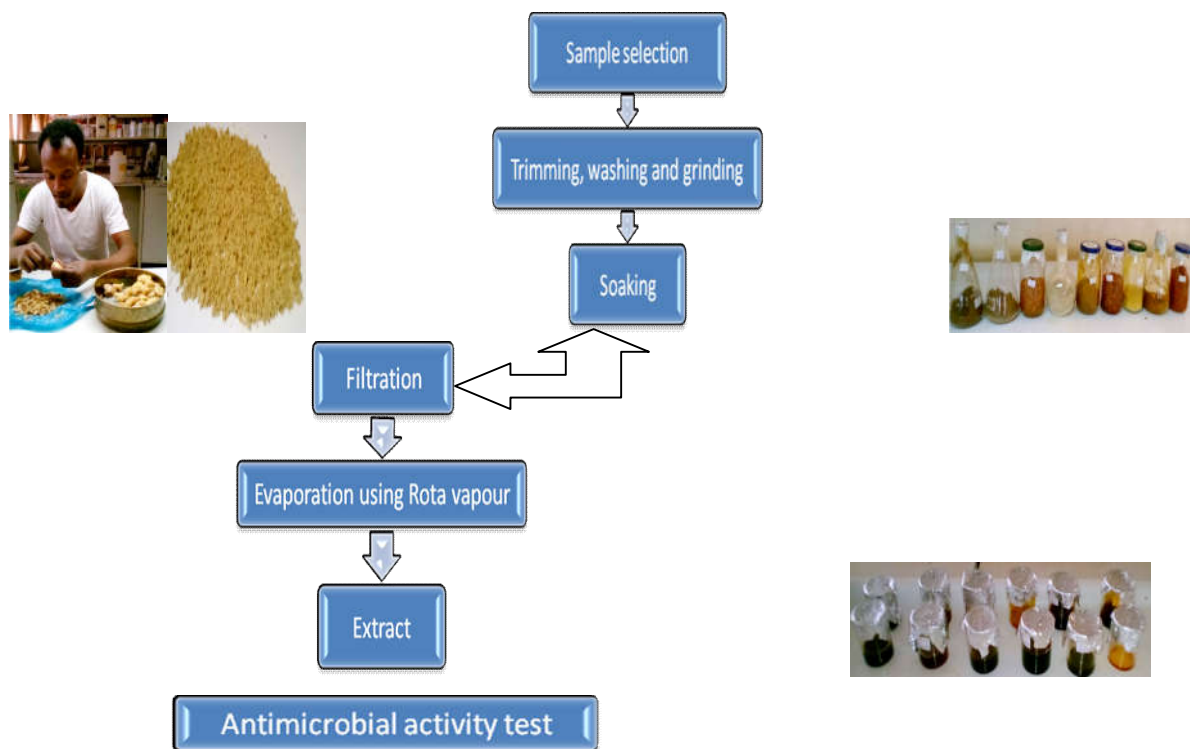 Sample selection
Trimming, washing and grinding
Soaking
Filtration
Evaporation using Rota vapour
Extract
Antimicrobial activity test